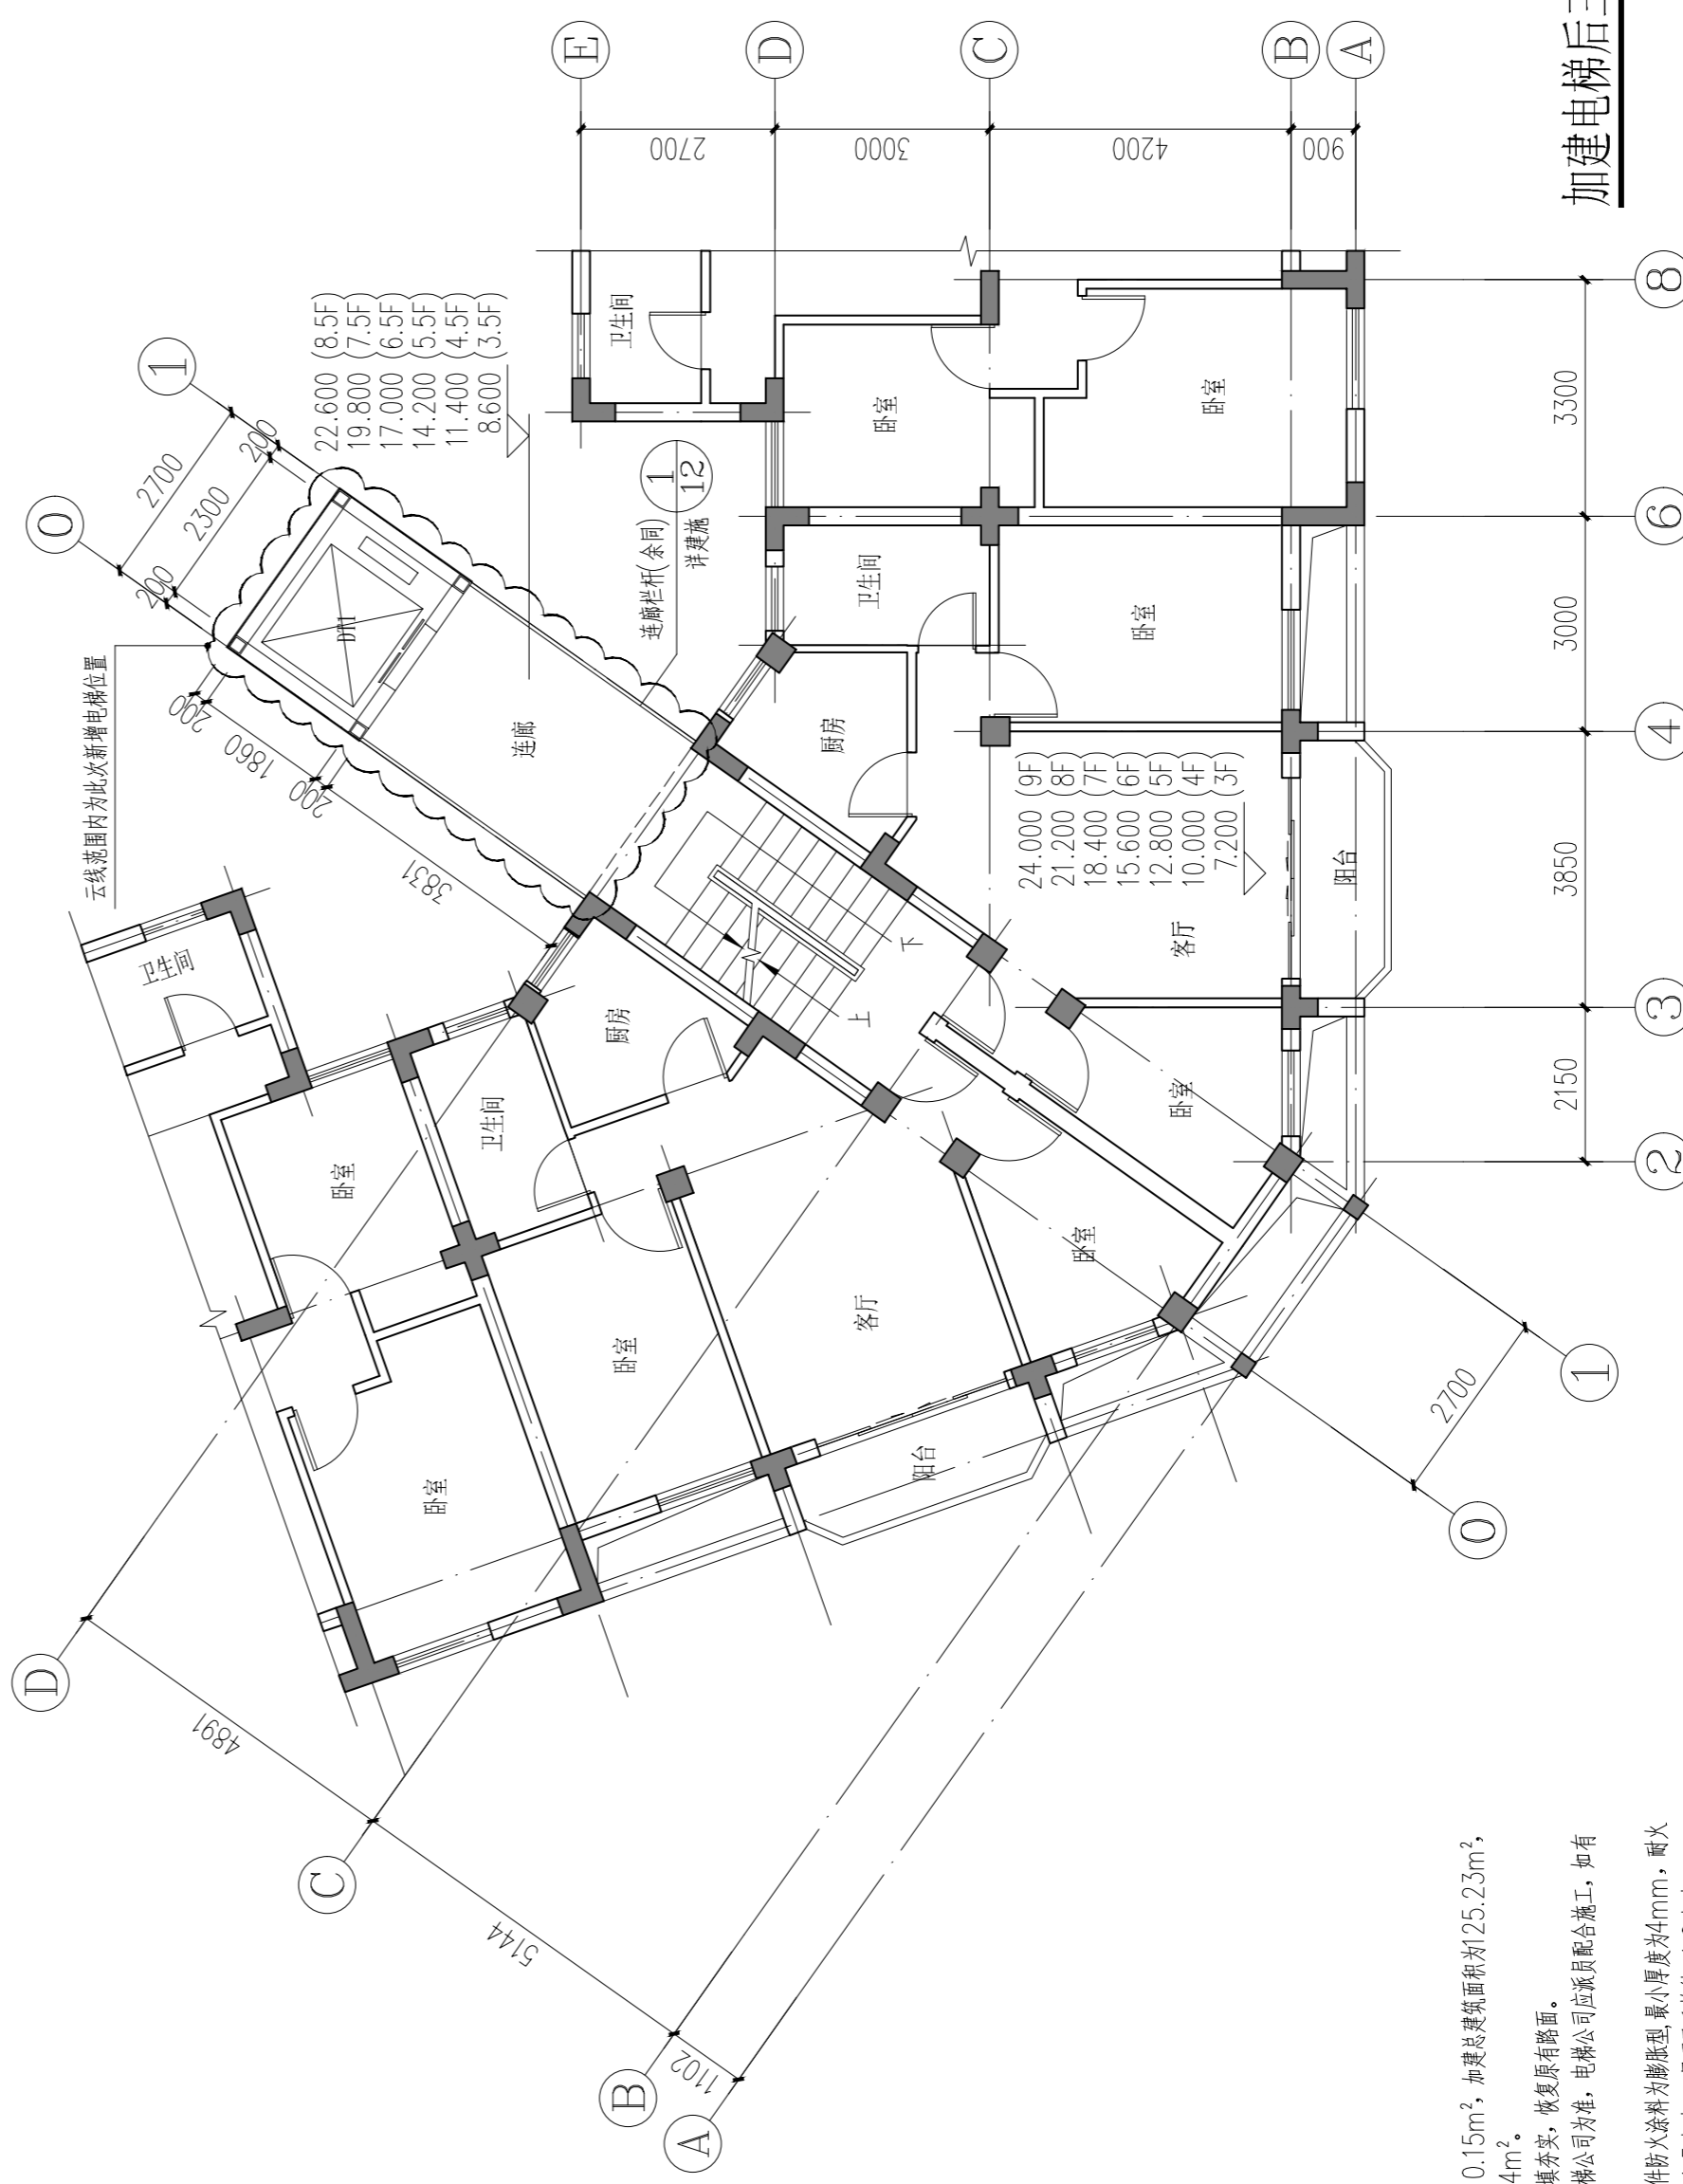 E
D
C
B
A
2700
3000
4200
900
加建电梯后
1
0
2700
200
2300
200
22.600 (8.5F)
19.800 (7.5F)
17.000 (6.5F)
14.200 (5.5F)
11.400 (4.5F)
8.600 (3.5F)
云线范围内为此次新增电梯位置
DT1
200
1860
200
3831
连廊
连廊栏杆(余同)
详建施
1
12
卫生间
卧室
卧室
卫生间
卧室
厨房
24.000 (9F)
21.200 (8F)
18.400 (7F)
15.600 (6F)
12.800 (5F)
10.000 (4F)
7.200 (3F)
客厅
阳台
卧室
下
上
卫生间
厨房
卫生间
卧室
卧室
卧室
客厅
卧室
阳台
8
6
4
3
2
3300
3000
3850
2150
1
0
2700
D
C
B
A
4891
5144
1102
0.15m²，加建总建筑面积为125.23m²，
4m²。
填夯实，恢复原有路面。
梯公司为准，电梯公司应派员配合施工，如有
件防火涂料为膨胀型,最小厚度为4mm，耐火